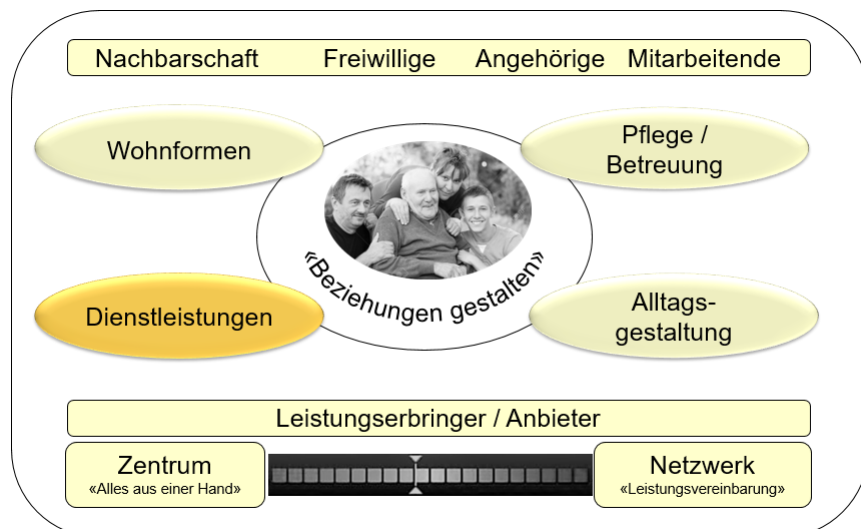 Nachbarschaft Freiwillige Angehörige Mitarbeitende
Wohnformen
Pflege /
Betreuung
«Beziehungen gestalten»
Dienstleistungen
Alltags-
gestaltung
Leistungserbringer / Anbieter
Zentrum
«Alles aus einer Hand»
Netzwerk
«Leistungsvereinbarung»